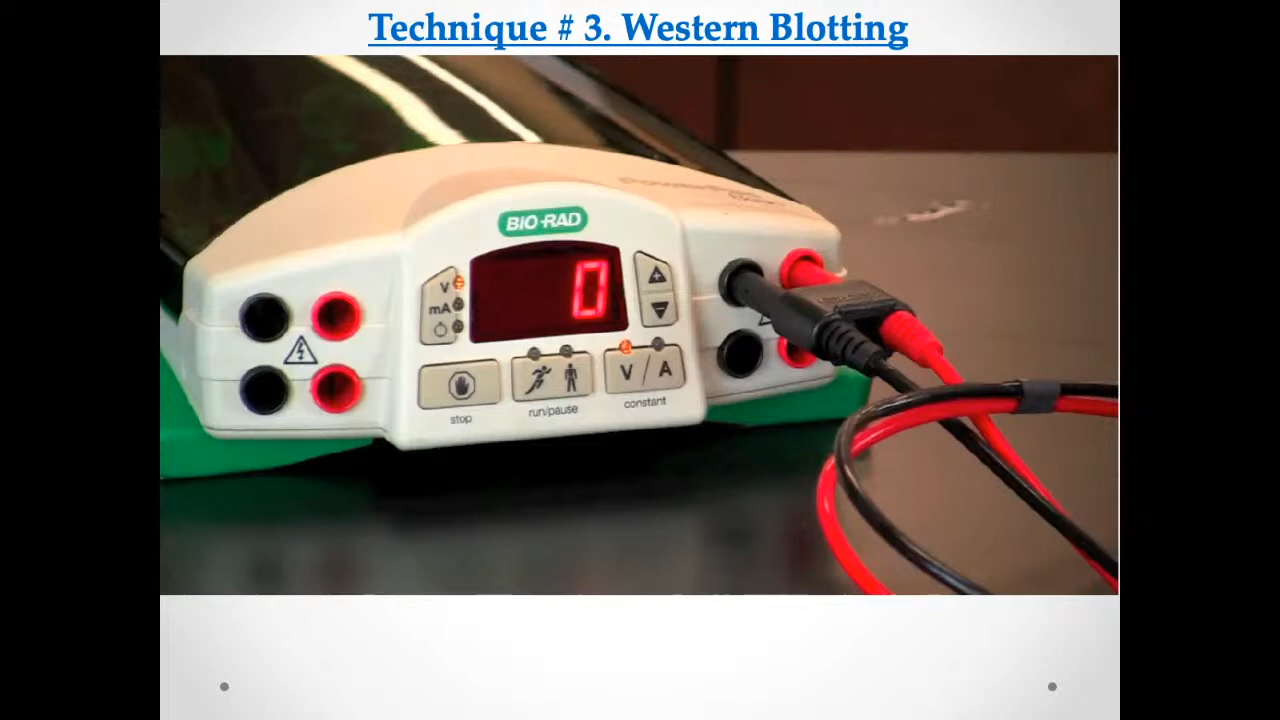 Technique # 3. Western Blotting
BIO-RAD
0
V
mA
V / A
stop
run/pause
constant